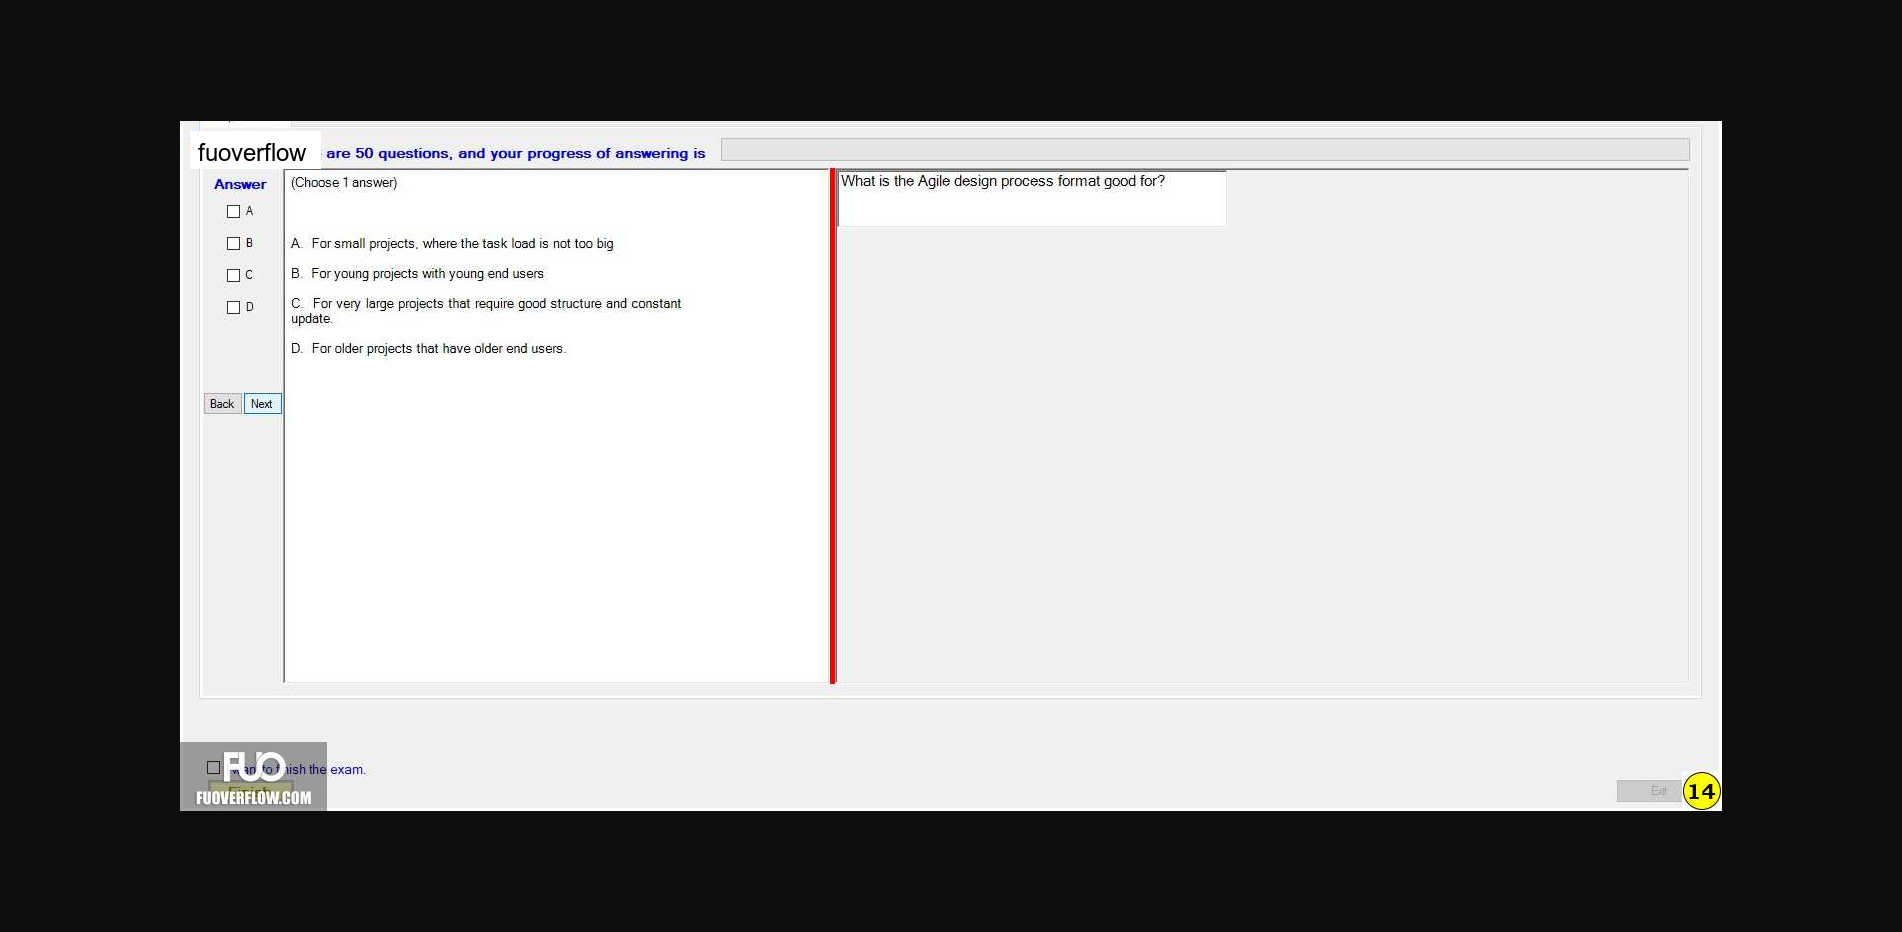 fuoverflow are 50 questions, and your progress of answering is
Answer
A
B
C
D
Back Next
(Choose 1 answer)
A. For small projects, where the task load is not too big
B. For young projects with young end users
C. For very large projects that require good structure and constant
update.
D. For older projects that have older end users.
What is the Agile design process format good for?
FUO
want to finish the exam.
Finish
FUOVERFLOW.COM
Exit
14